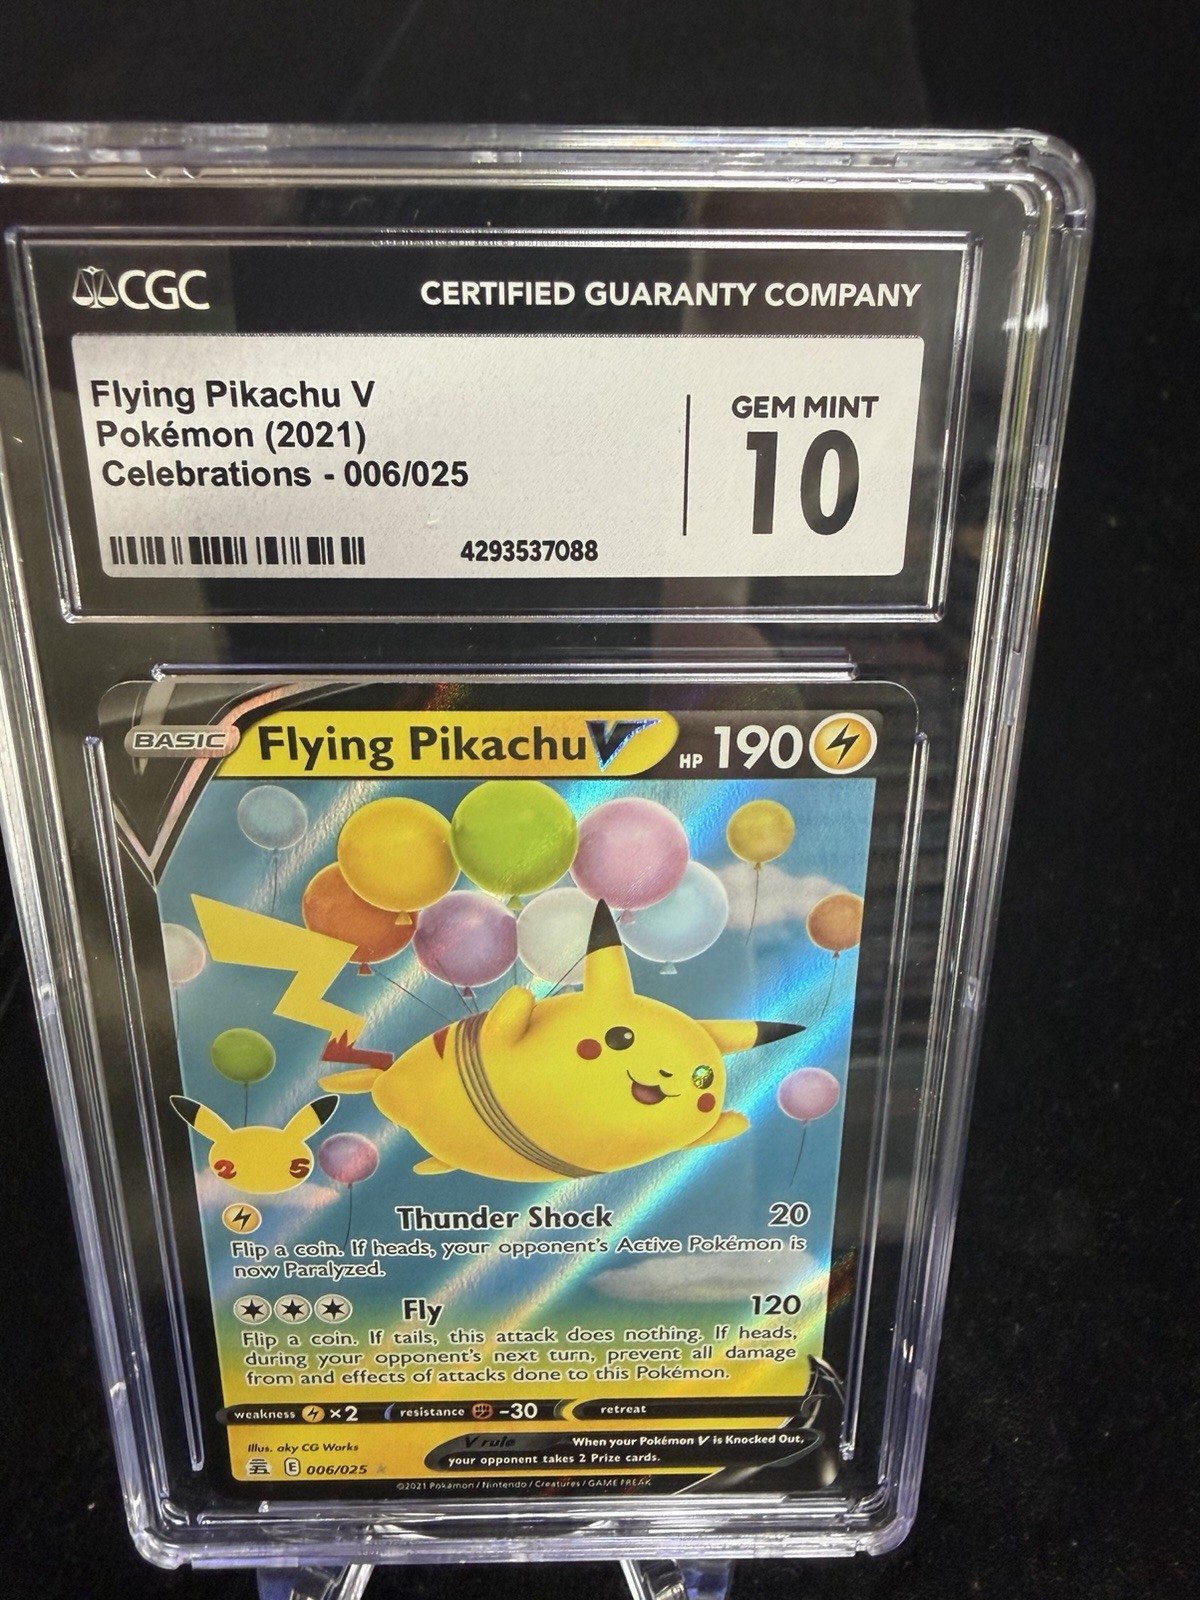 CGC
CERTIFIED GUARANTY COMPANY
Flying Pikachu V
Pokémon (2021)
Celebrations - 006/025
GEM MINT
10
4293537088
BASIC
Flying Pikachu V
HP 190
2 5
Thunder Shock 20
Flip a coin. If heads, your opponent's Active Pokémon is
now Paralyzed.
Fly 120
Flip a coin. If tails, this attack does nothing. If heads,
during your opponent's next turn, prevent all damage
from and effects of attacks done to this Pokémon.
weakness ×2 resistance -30 retreat
Illus. aky CG Works
V rule When your Pokémon V is Knocked Out,
your opponent takes 2 Prize cards.
E 006/025
©2021 Pokémon / Nintendo / Creatures / GAME FREAK